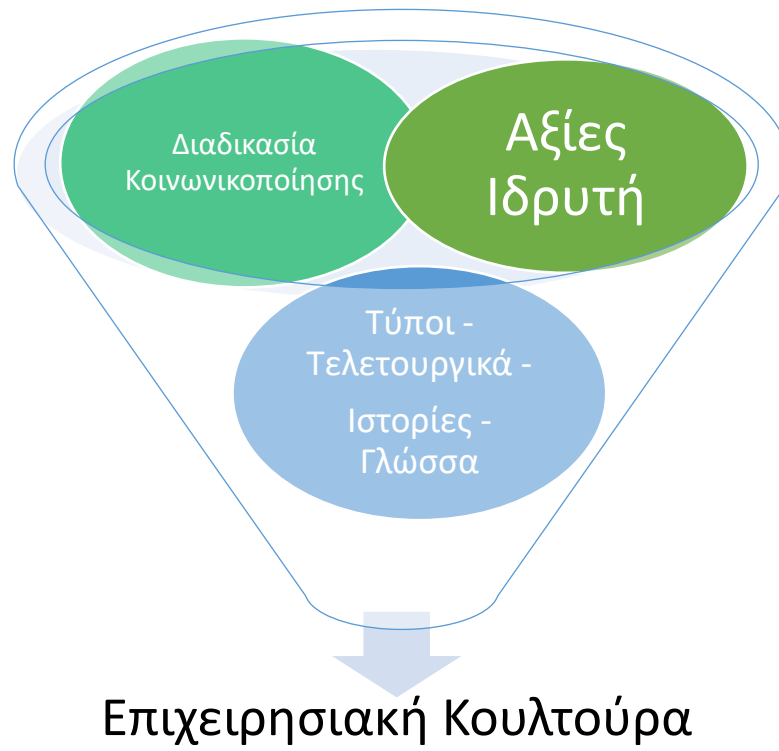 Διαδικασία
Κοινωνικοποίησης
Αξίες
Ιδρυτή
Τύποι -
Τελετουργικά -
Ιστορίες -
Γλώσσα
Επιχειρησιακή Κουλτούρα